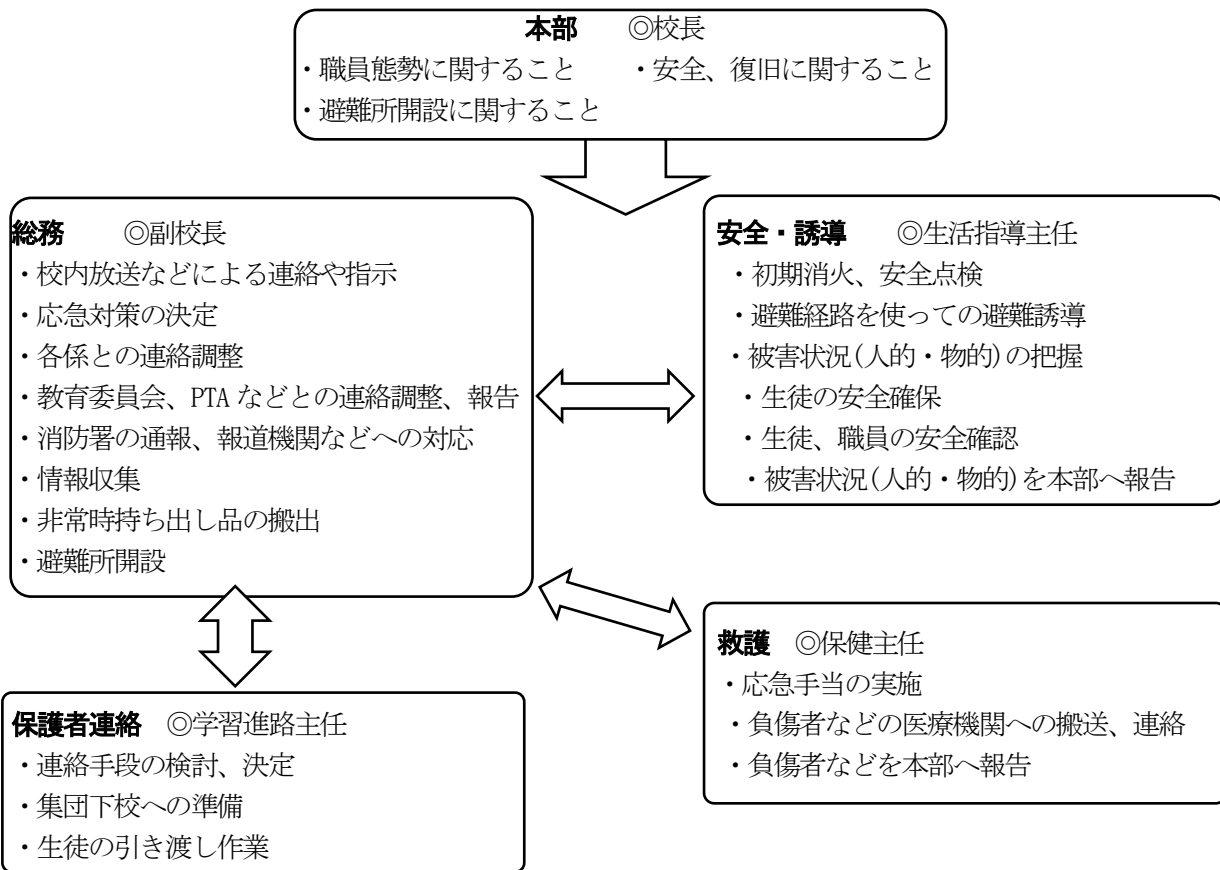 本部　◎校長
・職員態勢に関すること　・安全、復旧に関すること
・避難所開設に関すること
総務　◎副校長
・校内放送などによる連絡や指示
・応急対策の決定
・各係との連絡調整
・教育委員会、PTA などとの連絡調整、報告
・消防署の通報、報道機関などへの対応
・情報収集
・非常時持ち出し品の搬出
・避難所開設
安全・誘導　◎生活指導主任
・初期消火、安全点検
・避難経路を使っての避難誘導
・被害状況(人的・物的)の把握
・生徒の安全確保
・生徒、職員の安全確認
・被害状況(人的・物的)を本部へ報告
保護者連絡　◎学習進路主任
・連絡手段の検討、決定
・集団下校への準備
・生徒の引き渡し作業
救護　◎保健主任
・応急手当の実施
・負傷者などの医療機関への搬送、連絡
・負傷者などを本部へ報告